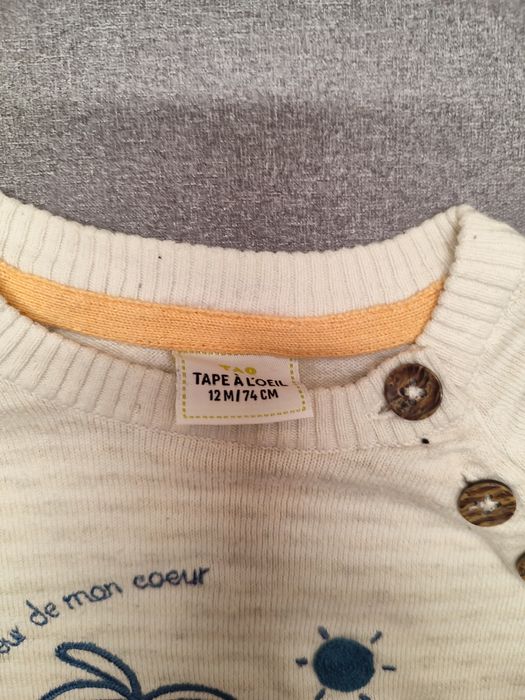 TAO
TAPE À L'OEIL
12 M / 74 CM
de mon coeur